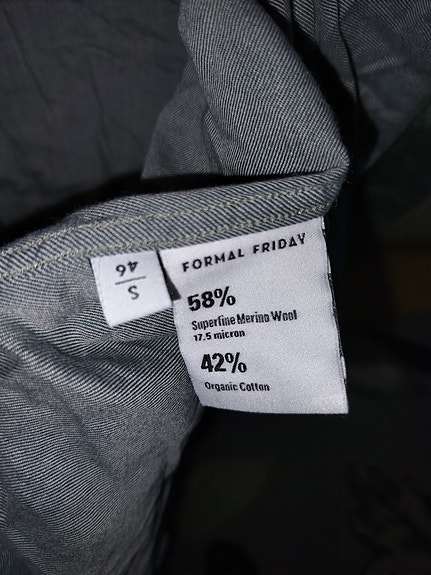 S
46
FORMAL FRIDAY
58%
Superfine Merino Wool
17.5 micron
42%
Organic Cotton